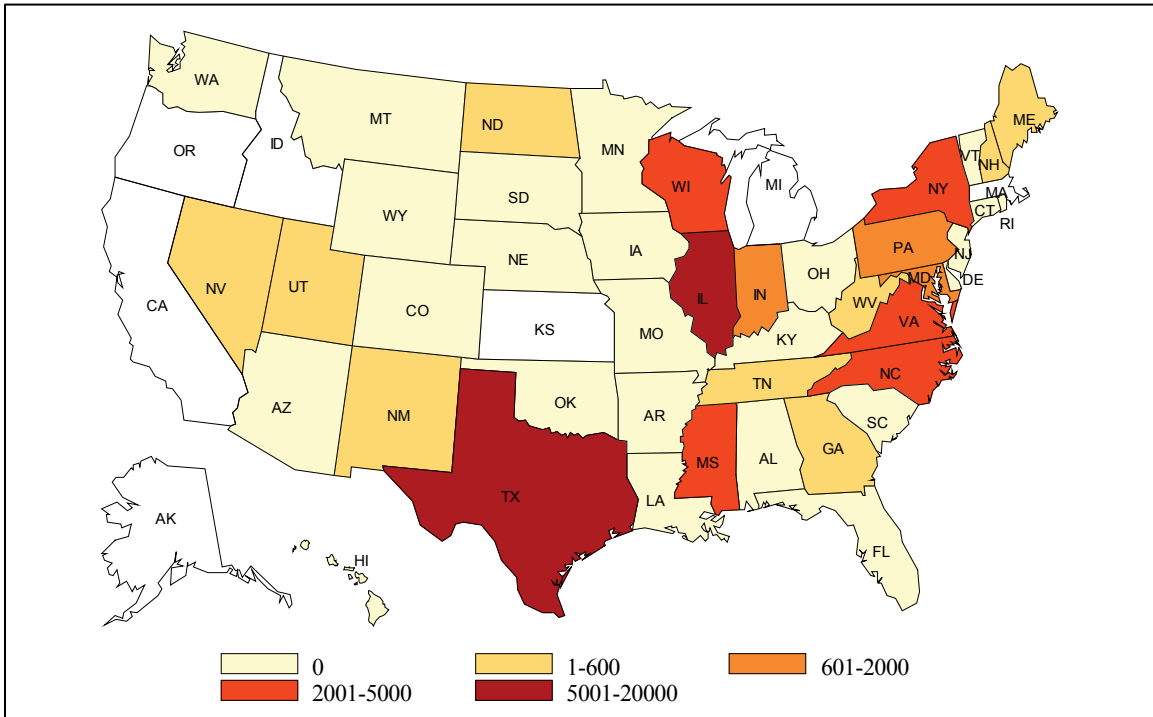 WA
MT
ND
MN
ME
OR
ID
VT
NH
WI
MI
NY
MA
SD
WY
CT
RI
IA
PA
NE
NJ
OH
NV
UT
IL
IN
MD
DE
CO
WV
CA
KS
MO
VA
KY
NC
TN
AZ
NM
OK
AR
SC
MS
AL
GA
TX
LA
AK
FL
HI
0
1-600
601-2000
2001-5000
5001-20000